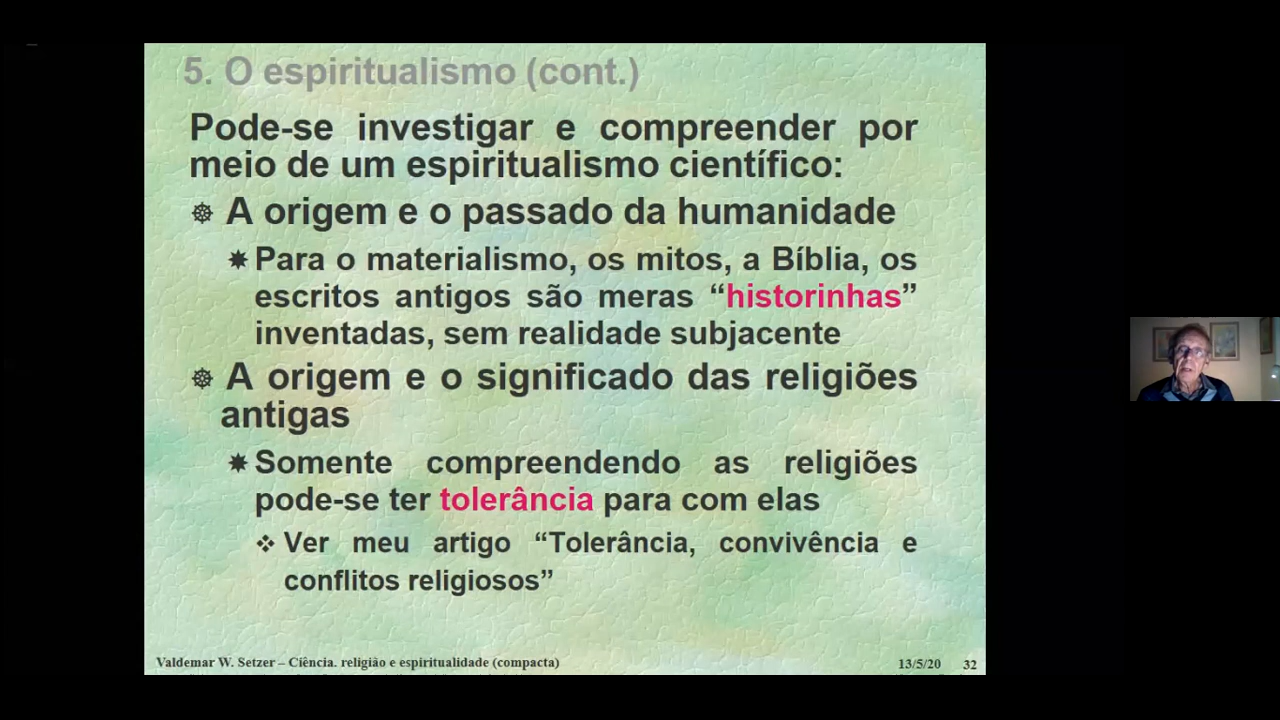 5. O espiritualismo (cont.)
Pode-se investigar e compreender por
meio de um espiritualismo científico:
A origem e o passado da humanidade
Para o materialismo, os mitos, a Bíblia, os
escritos antigos são meras “historinhas”
inventadas, sem realidade subjacente
A origem e o significado das religiões
antigas
Somente compreendendo as religiões
pode-se ter tolerância para com elas
Ver meu artigo “Tolerância, convivência e
conflitos religiosos”
Valdemar W. Setzer – Ciência. religião e espiritualidade (compacta) 13/5/20 32